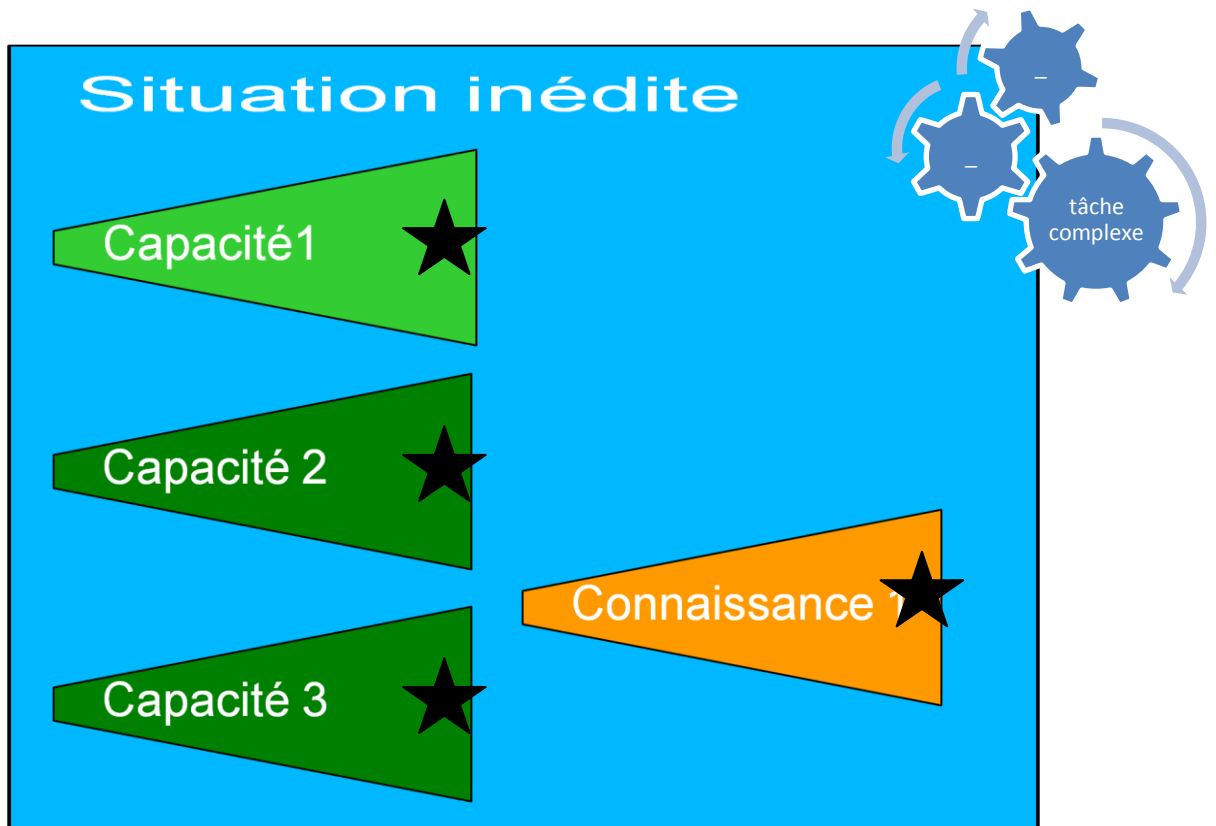 Situation inédite
_
_
tâche
complexe
Capacité1
Capacité 2
Connaissance 1
Capacité 3